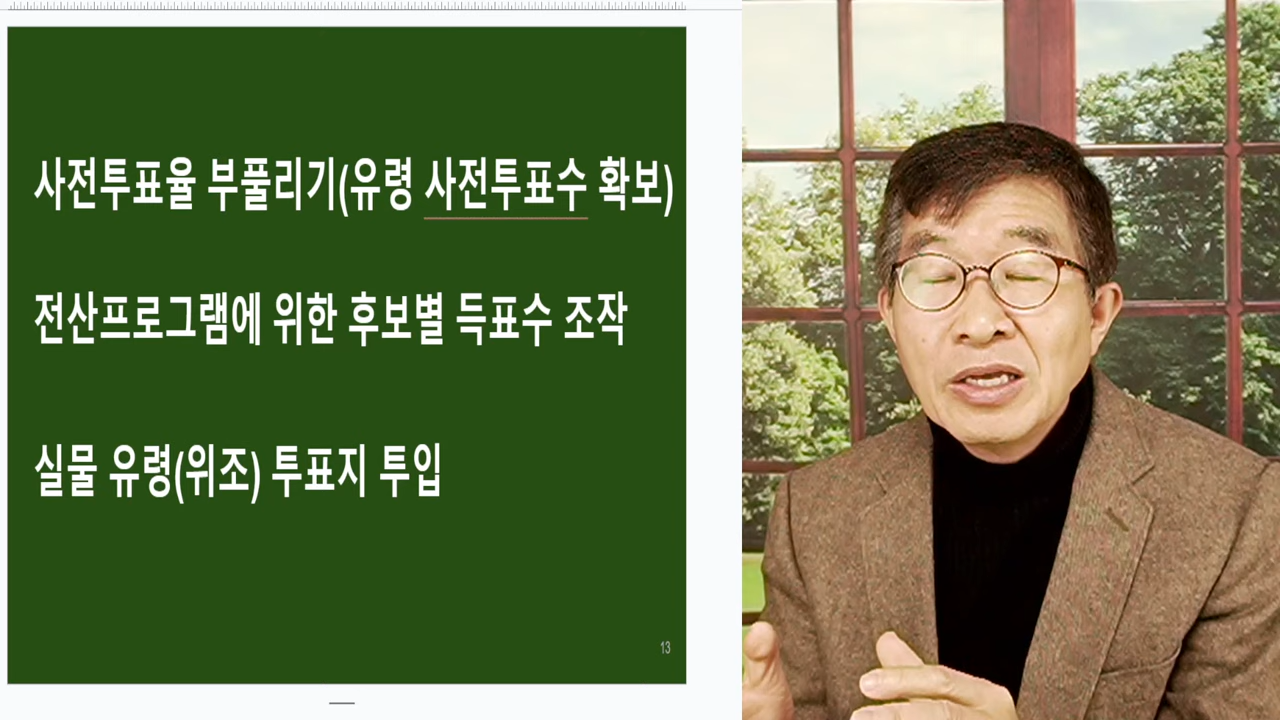 사전투표율 부풀리기(유령 사전투표수 확보)
전산프로그램에 위한 후보별 득표수 조작
실물 유령(위조) 투표지 투입
13